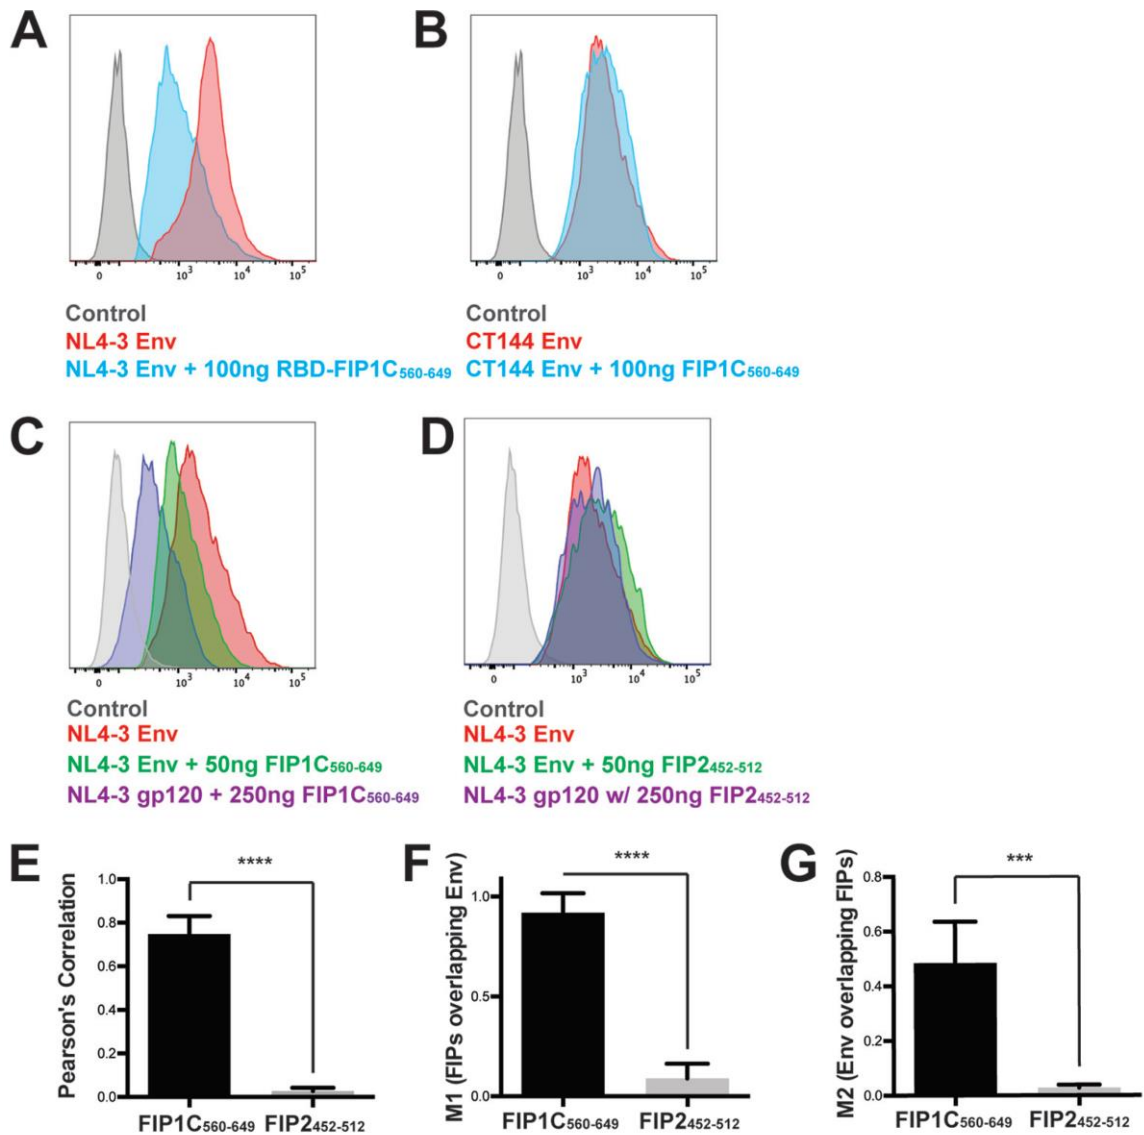 A
B
0 10³ 10⁴ 10⁵
0 10³ 10⁴ 10⁵
Control
NL4-3 Env
NL4-3 Env + 100ng RBD-FIP1C560-649
Control
CT144 Env
CT144 Env + 100ng FIP1C560-649
C
D
0 10³ 10⁴ 10⁵
0 10³ 10⁴ 10⁵
Control
NL4-3 Env
NL4-3 Env + 50ng FIP1C560-649
NL4-3 gp120 + 250ng FIP1C560-649
Control
NL4-3 Env
NL4-3 Env + 50ng FIP2452-512
NL4-3 gp120 w/ 250ng FIP2452-512
E
Pearson's Correlation
1.0
0.8
0.6
0.4
0.2
0.0
****
FIP1C560-649 FIP2452-512
F
M1 (FIPs overlapping Env)
1.0
0.5
0.0
****
FIP1C560-649 FIP2452-512
G
M2 (Env overlapping FIPs)
0.8
0.6
0.4
0.2
0.0
***
FIP1C560-649 FIP2452-512